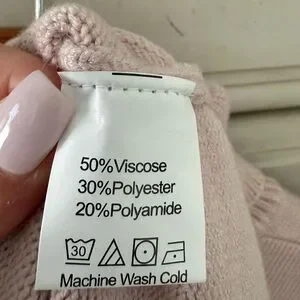 50%Viscose
30%Polyester
20%Polyamide
30
Machine Wash Cold